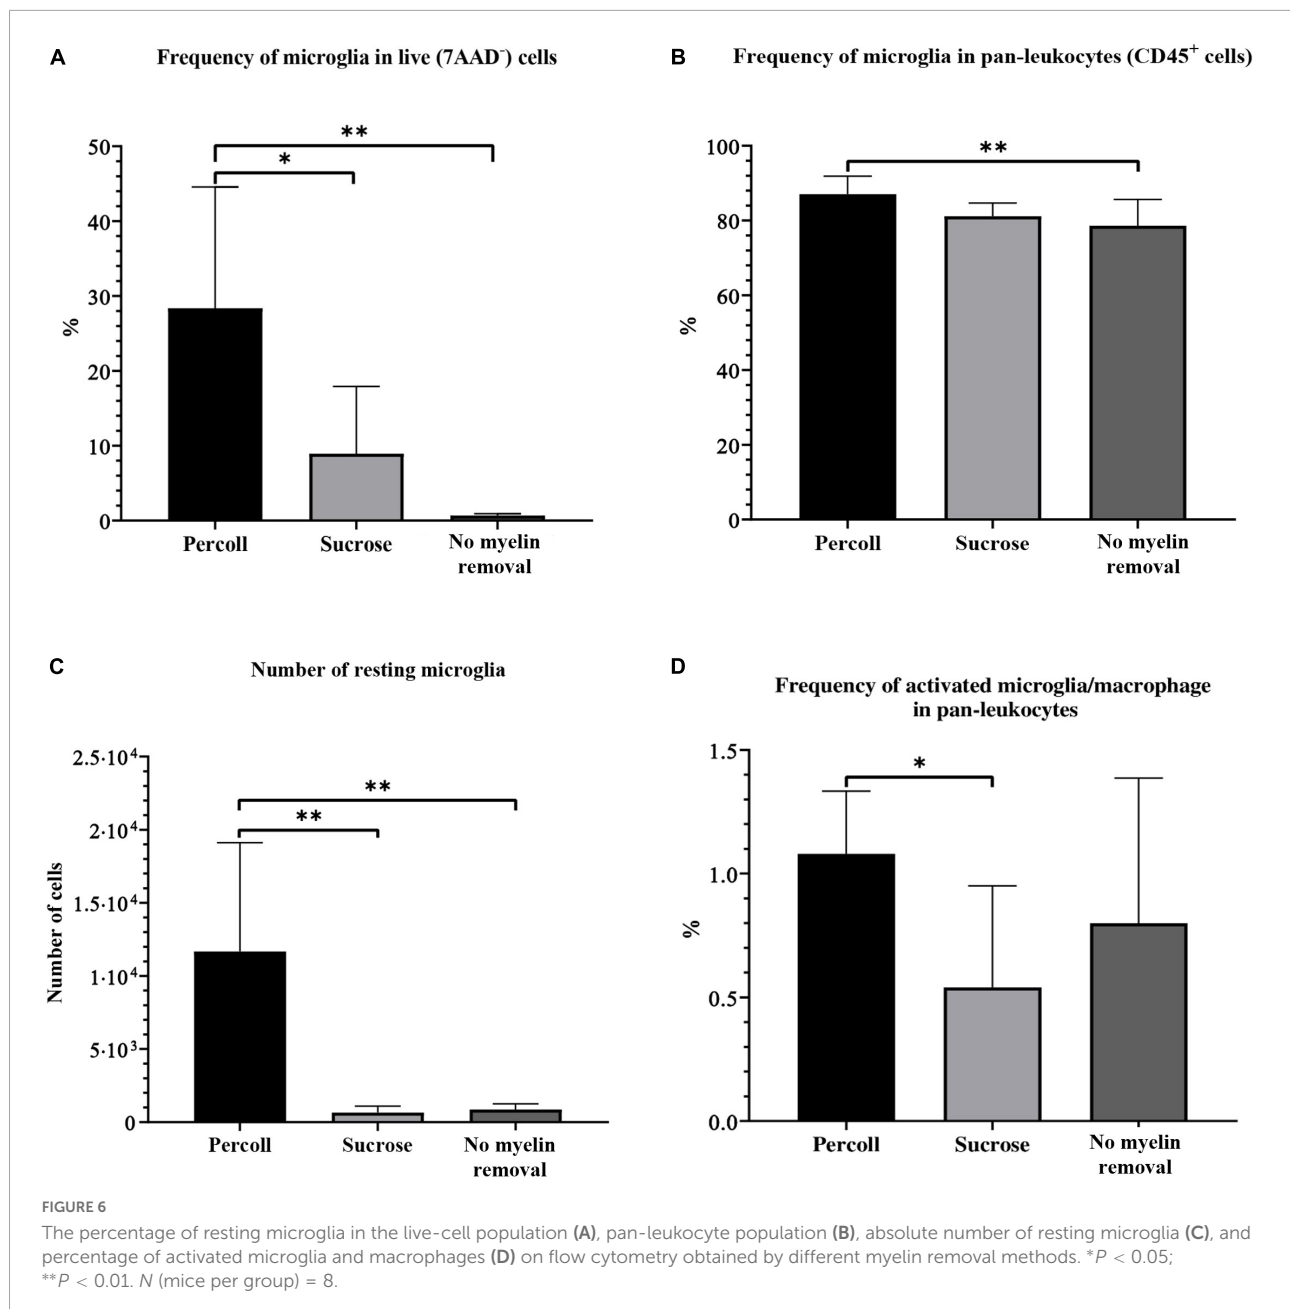 A
Frequency of microglia in live (7AAD⁻) cells
**
*
50
40
30
20
10
0
%
Percoll
Sucrose
No myelin
removal
B
Frequency of microglia in pan-leukocytes (CD45⁺ cells)
**
100
80
60
40
20
0
%
Percoll
Sucrose
No myelin
removal
C
Number of resting microglia
**
**
2.5·10⁴
2·10⁴
1.5·10⁴
1·10⁴
5·10³
0
Number of cells
Percoll
Sucrose
No myelin
removal
D
Frequency of activated microglia/macrophage
in pan-leukocytes
*
1.5
1.0
0.5
0.0
%
Percoll
Sucrose
No myelin
removal
FIGURE 6
The percentage of resting microglia in the live-cell population (A), pan-leukocyte population (B), absolute number of resting microglia (C), and
percentage of activated microglia and macrophages (D) on flow cytometry obtained by different myelin removal methods. *P < 0.05;
**P < 0.01. N (mice per group) = 8.